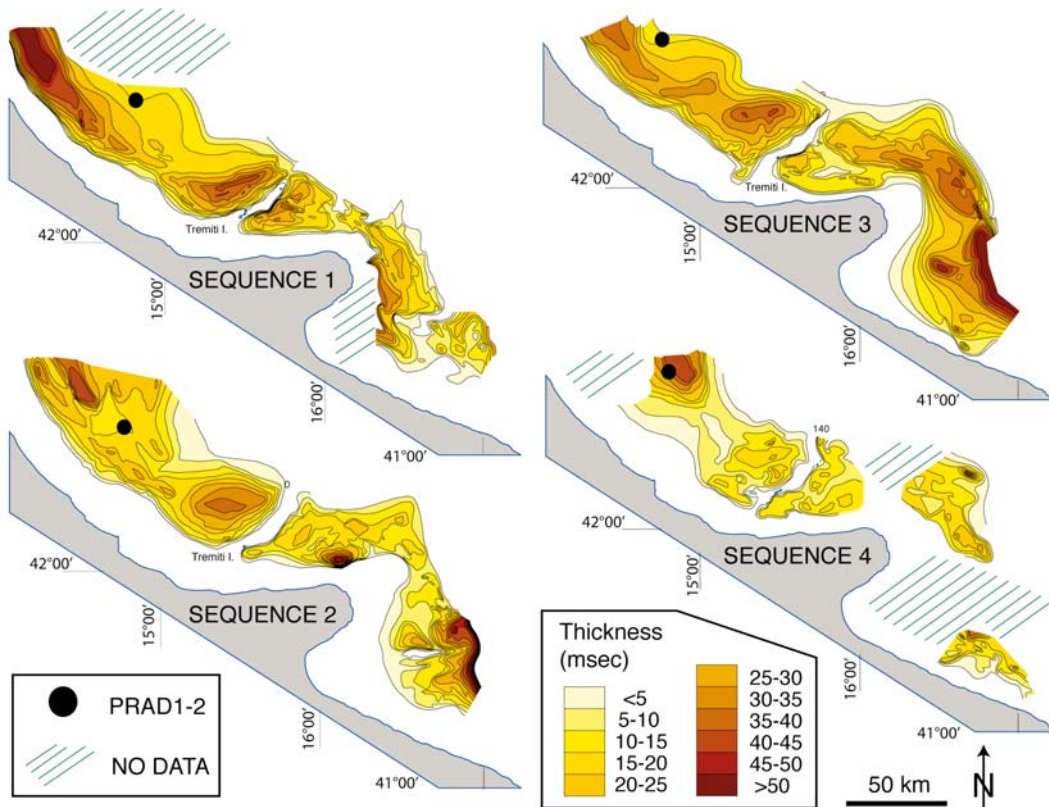 Tremiti I.
42°00'
SEQUENCE 1
15°00'
16°00'
41°00'
Tremiti I.
42°00'
SEQUENCE 3
15°00'
16°00'
41°00'
0
Tremiti I.
42°00'
SEQUENCE 2
15°00'
16°00'
41°00'
140
42°00'
SEQUENCE 4
15°00'
16°00'
41°00'
PRAD1-2
NO DATA
Thickness
(msec)
<5
5-10
10-15
15-20
20-25
25-30
30-35
35-40
40-45
45-50
>50
50 km
N